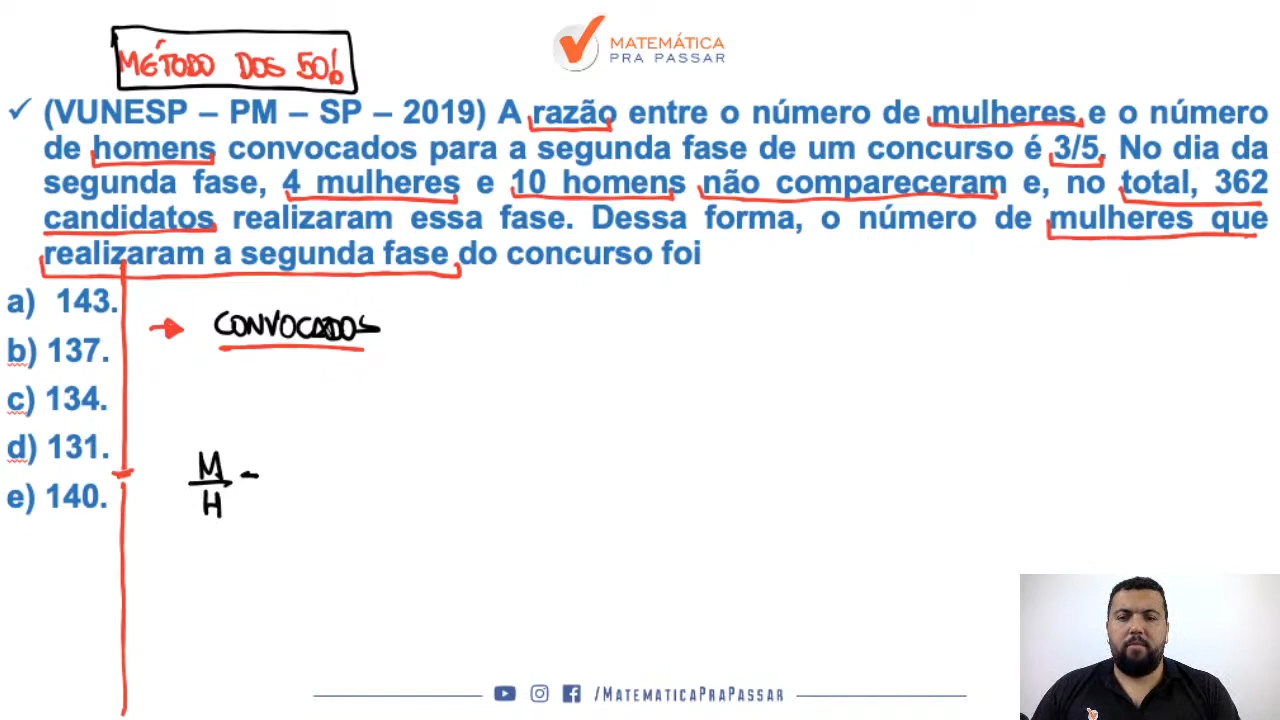 MÉTODO DOS 50!
MATEMÁTICA
PRA PASSAR
✓ (VUNESP – PM – SP – 2019) A razão entre o número de mulheres e o número
de homens convocados para a segunda fase de um concurso é 3/5. No dia da
segunda fase, 4 mulheres e 10 homens não compareceram e, no total, 362
candidatos realizaram essa fase. Dessa forma, o número de mulheres que
realizaram a segunda fase do concurso foi
a) 143.
→ CONVOCADOS
b) 137.
c) 134.
d) 131.
M
H
-
e) 140.
/MATEMATICAPRAPASSAR